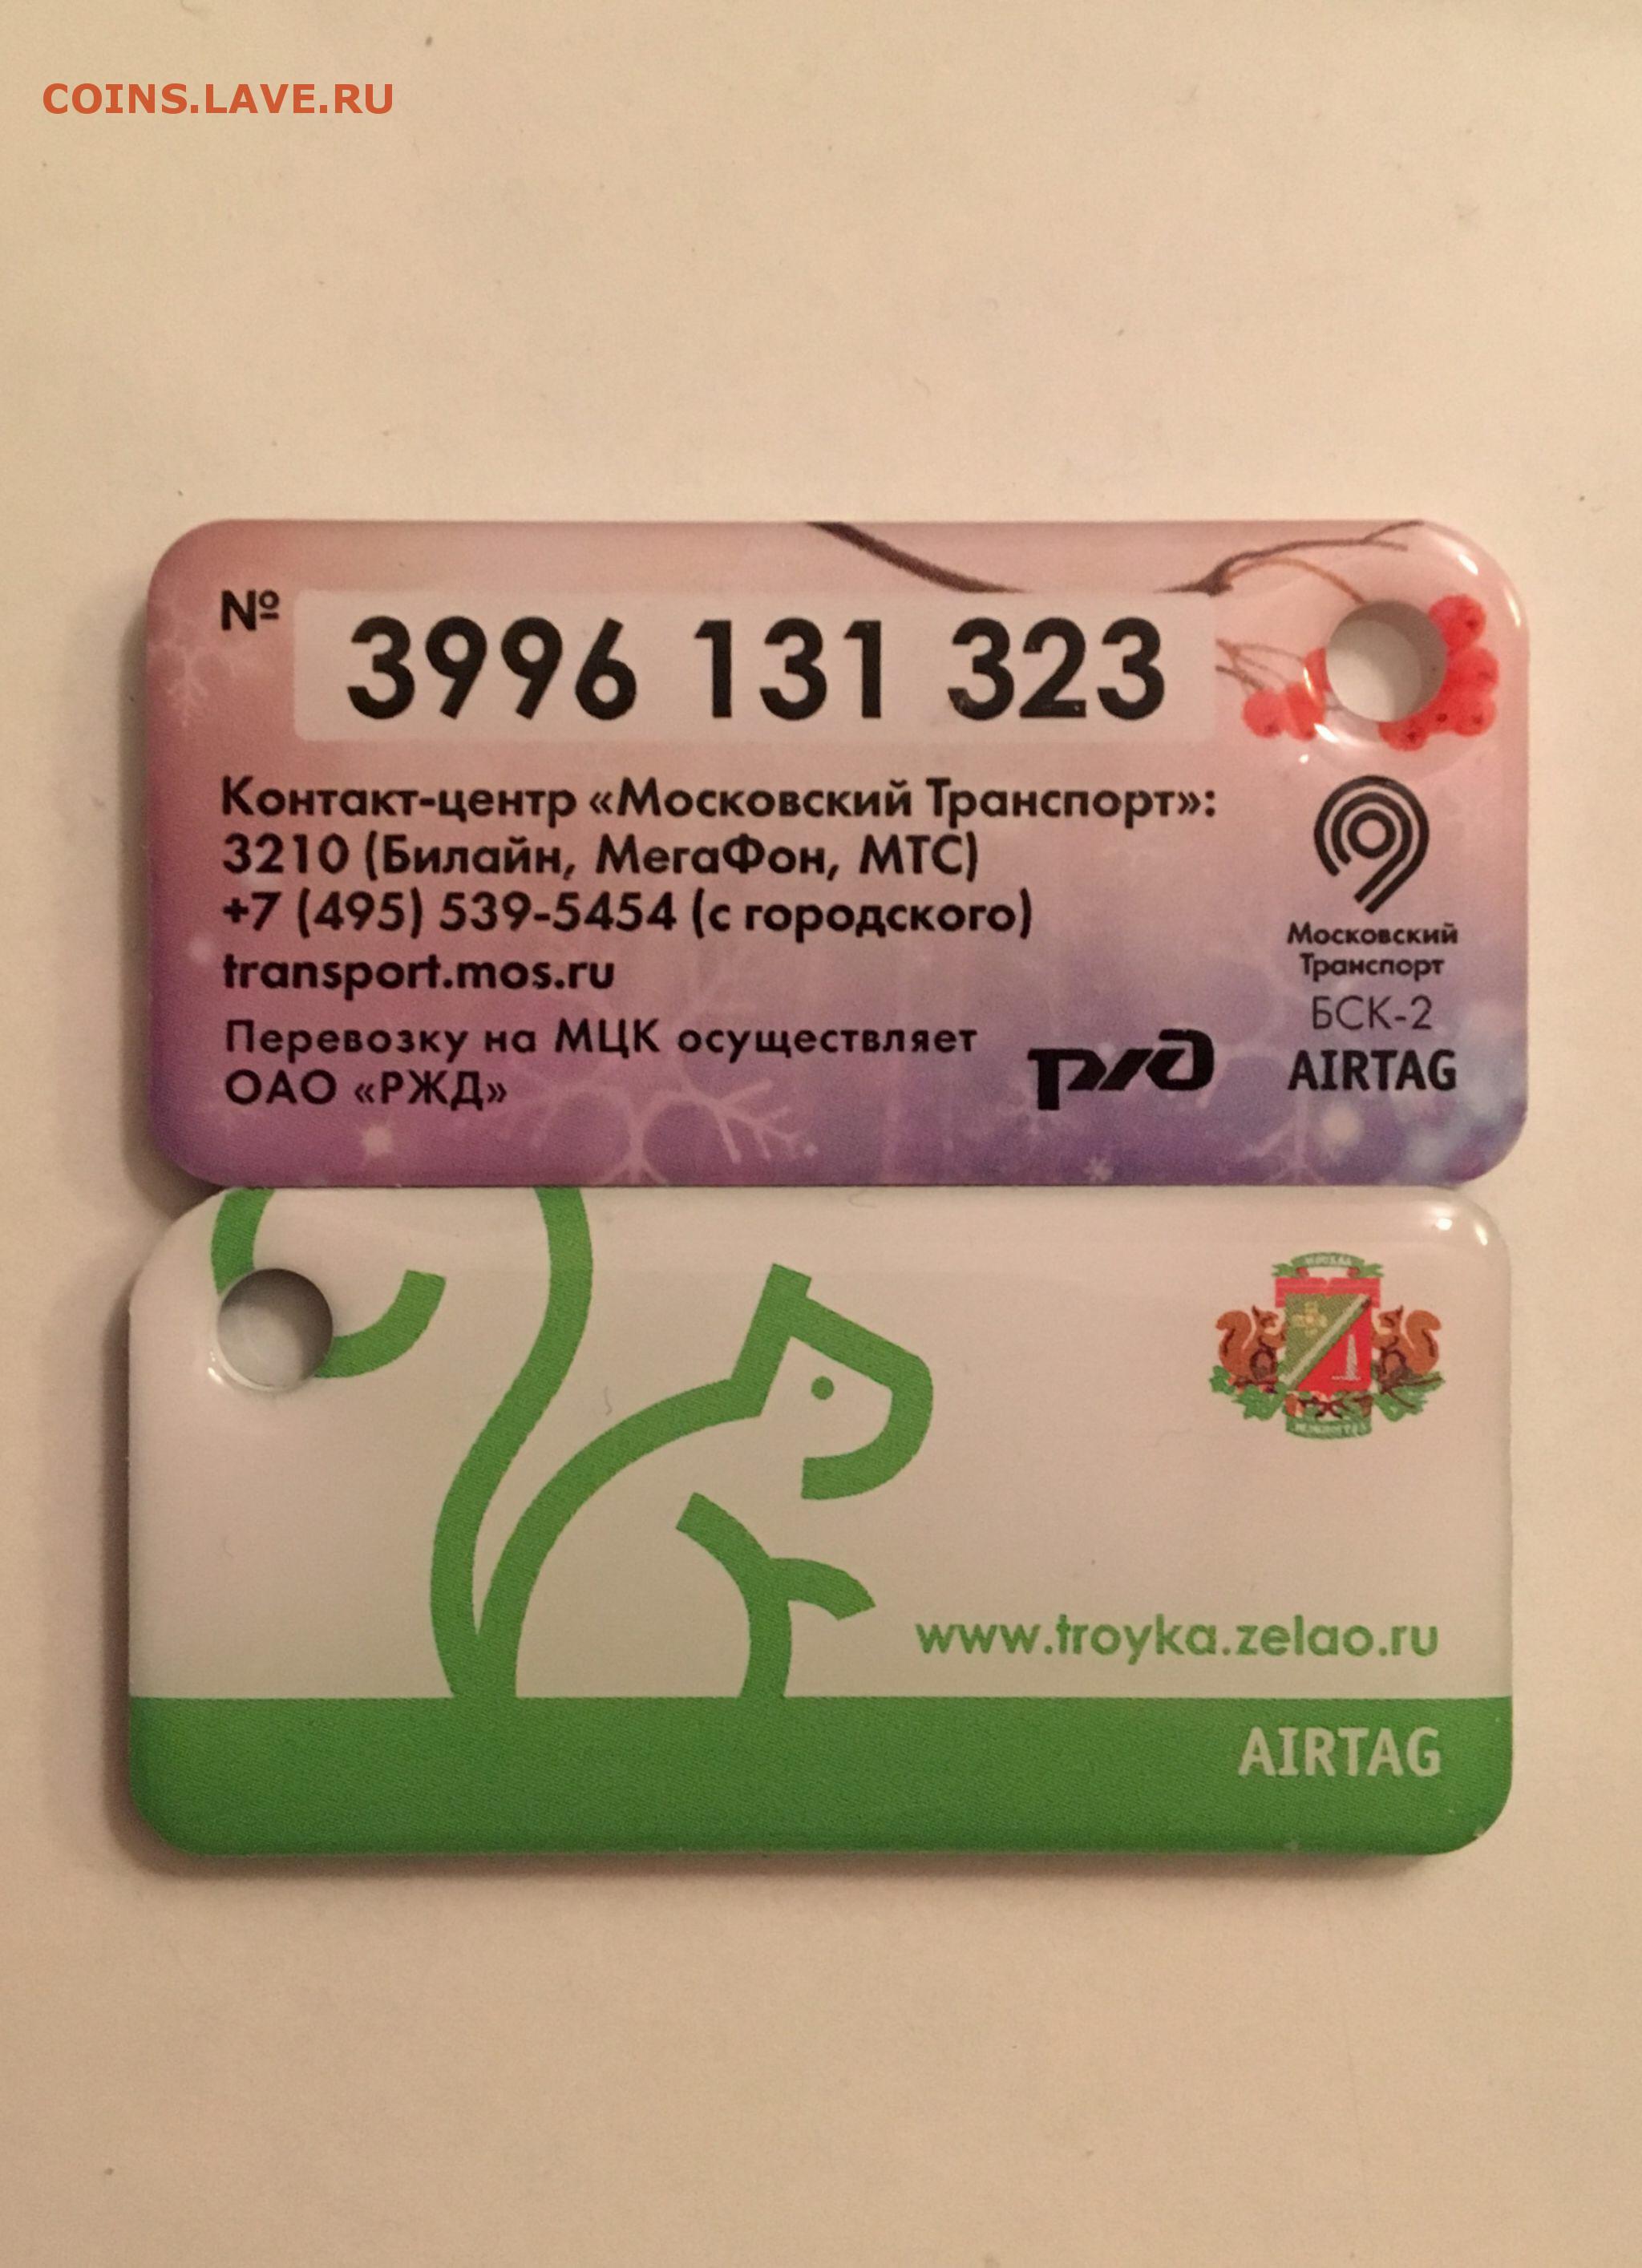 COINS.LAVE.RU
№ 3996 131 323
Контакт-центр «Московский Транспорт»:
3210 (Билайн, МегаФон, МТС)
+7 (495) 539-5454 (с городского)
transport.mos.ru
Перевозку на МЦК осуществляет
ОАО «РЖД»
РЖД
Московский
Транспорт
БСК-2
AIRTAG
МОСКВА
www.troyka.zelao.ru
AIRTAG